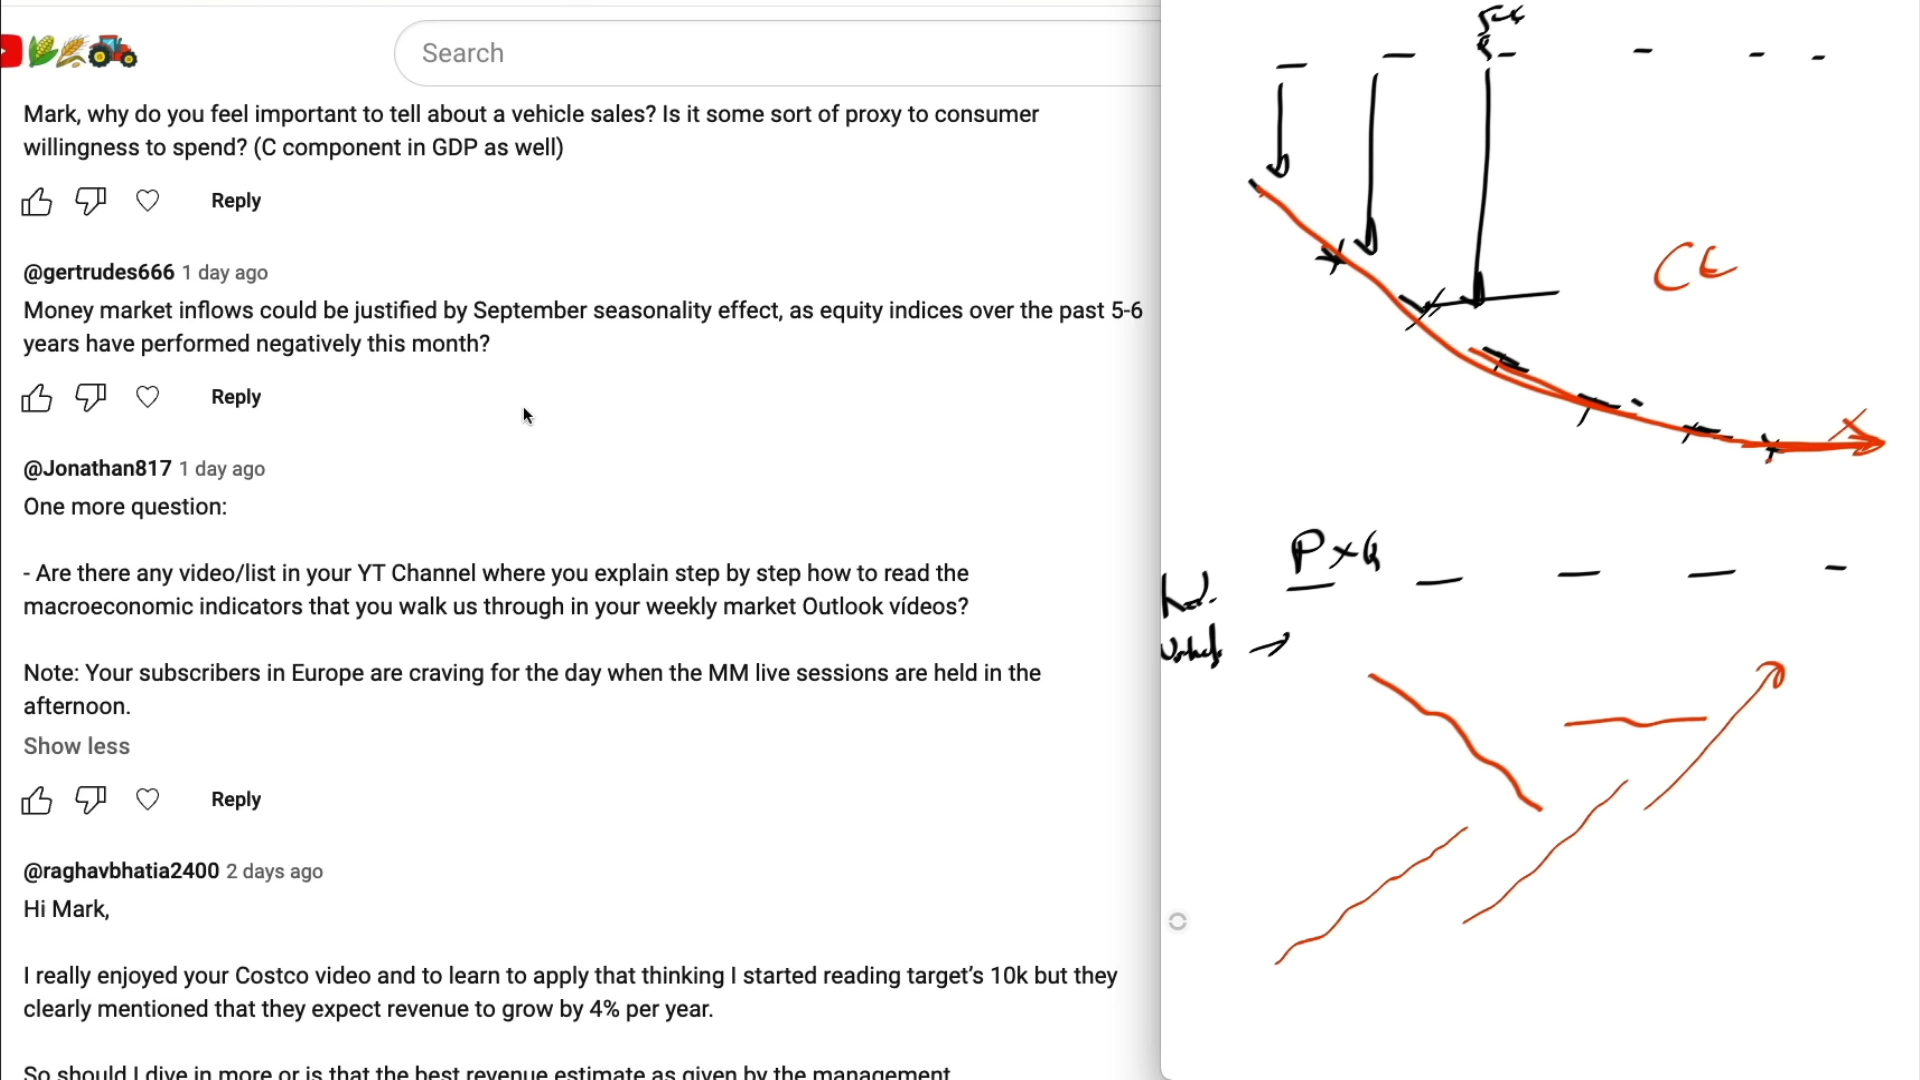 Search
Mark, why do you feel important to tell about a vehicle sales? Is it some sort of proxy to consumer
willingness to spend? (C component in GDP as well)
Reply
@gertrudes666 1 day ago
Money market inflows could be justified by September seasonality effect, as equity indices over the past 5-6
years have performed negatively this month?
Reply
@Jonathan817 1 day ago
One more question:
- Are there any video/list in your YT Channel where you explain step by step how to read the
macroeconomic indicators that you walk us through in your weekly market Outlook vídeos?
Note: Your subscribers in Europe are craving for the day when the MM live sessions are held in the
afternoon.
Show less
Reply
@raghavbhatia2400 2 days ago
Hi Mark,
I really enjoyed your Costco video and to learn to apply that thinking I started reading target's 10k but they
clearly mentioned that they expect revenue to grow by 4% per year.
So should I dive in more or is that the best revenue estimate as given by the management
PxQ